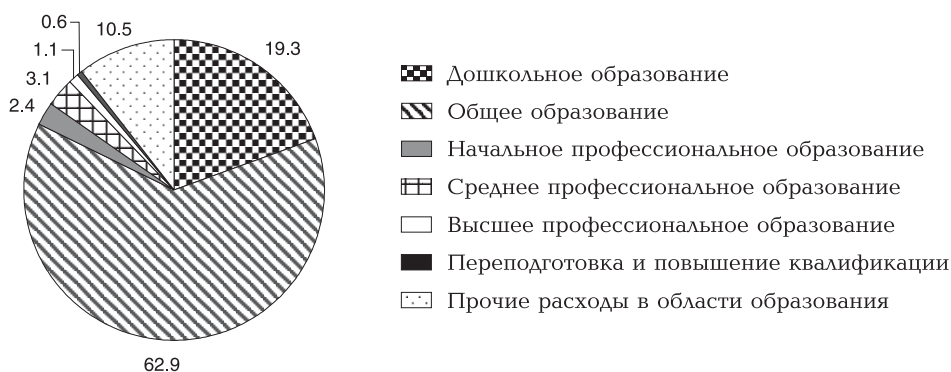 0.6
10.5
19.3
1.1
3.1
2.4
62.9
Дошкольное образование
Общее образование
Начальное профессиональное образование
Среднее профессиональное образование
Высшее профессиональное образование
Переподготовка и повышение квалификации
Прочие расходы в области образования